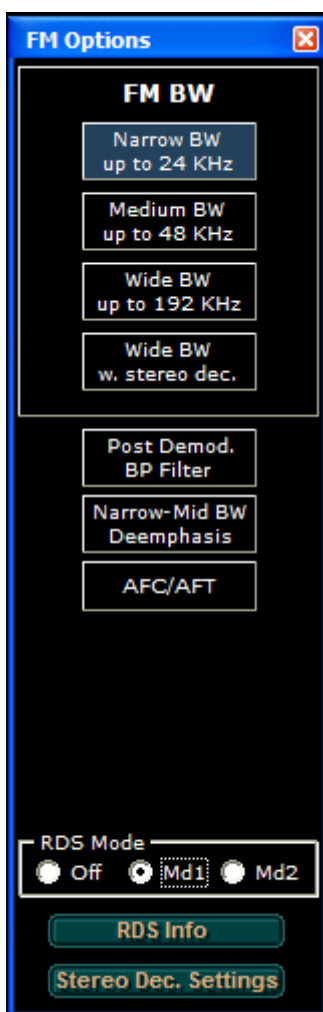 FM Options
FM BW
Narrow BW
up to 24 KHz
Medium BW
up to 48 KHz
Wide BW
up to 192 KHz
Wide BW
w. stereo dec.
Post Demod.
BP Filter
Narrow-Mid BW
Deemphasis
AFC/AFT
RDS Mode
Off Md1 Md2
RDS Info
Stereo Dec. Settings